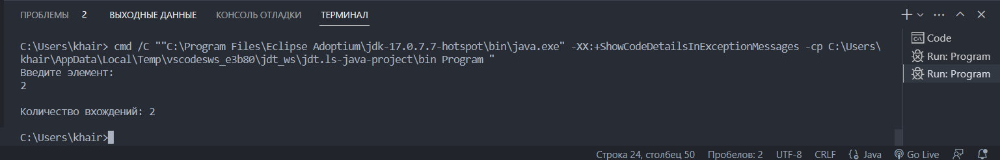 ПРОБЛЕМЫ 2 ВЫХОДНЫЕ ДАННЫЕ КОНСОЛЬ ОТЛАДКИ ТЕРМИНАЛ
C:\Users\khair> cmd /C ""C:\Program Files\Eclipse Adoptium\jdk-17.0.7.7-hotspot\bin\java.exe" -XX:+ShowCodeDetailsInExceptionMessages -cp C:\Users\
khair\AppData\Local\Temp\vscodesws_e3b80\jdt_ws\jdt.ls-java-project\bin Program "
Введите элемент:
2
Количество вхождений: 2
C:\Users\khair>
Code
Run: Program
Run: Program
Строка 24, столбец 50 Пробелов: 2 UTF-8 CRLF Java Go Live